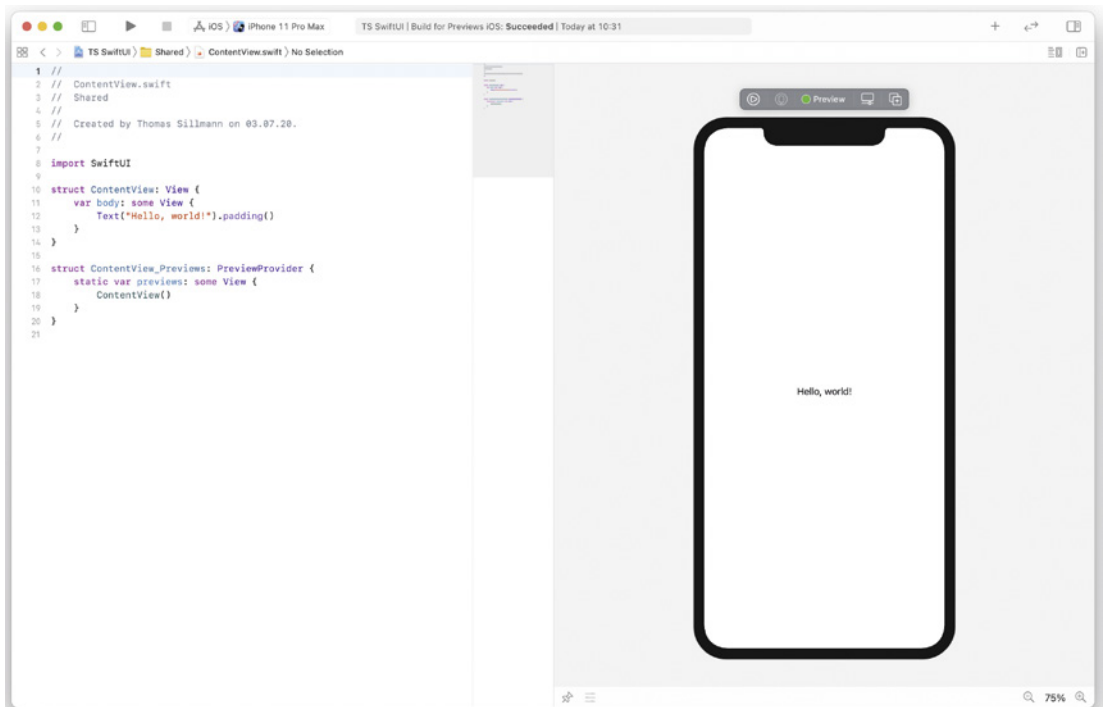 iOS 〉 iPhone 11 Pro Max
TS SwiftUI | Build for Previews iOS: Succeeded | Today at 10:31
TS SwiftUI 〉 Shared 〉 ContentView.swift 〉 No Selection
1 //
2 //  ContentView.swift
3 //  Shared
4 //
5 //  Created by Thomas Sillmann on 03.07.20.
6 //
7
8 import SwiftUI
9
10 struct ContentView: View {
11     var body: some View {
12         Text("Hello, world!").padding()
13     }
14 }
15
16 struct ContentView_Previews: PreviewProvider {
17     static var previews: some View {
18         ContentView()
19     }
20 }
21
Preview
Hello, world!
75%